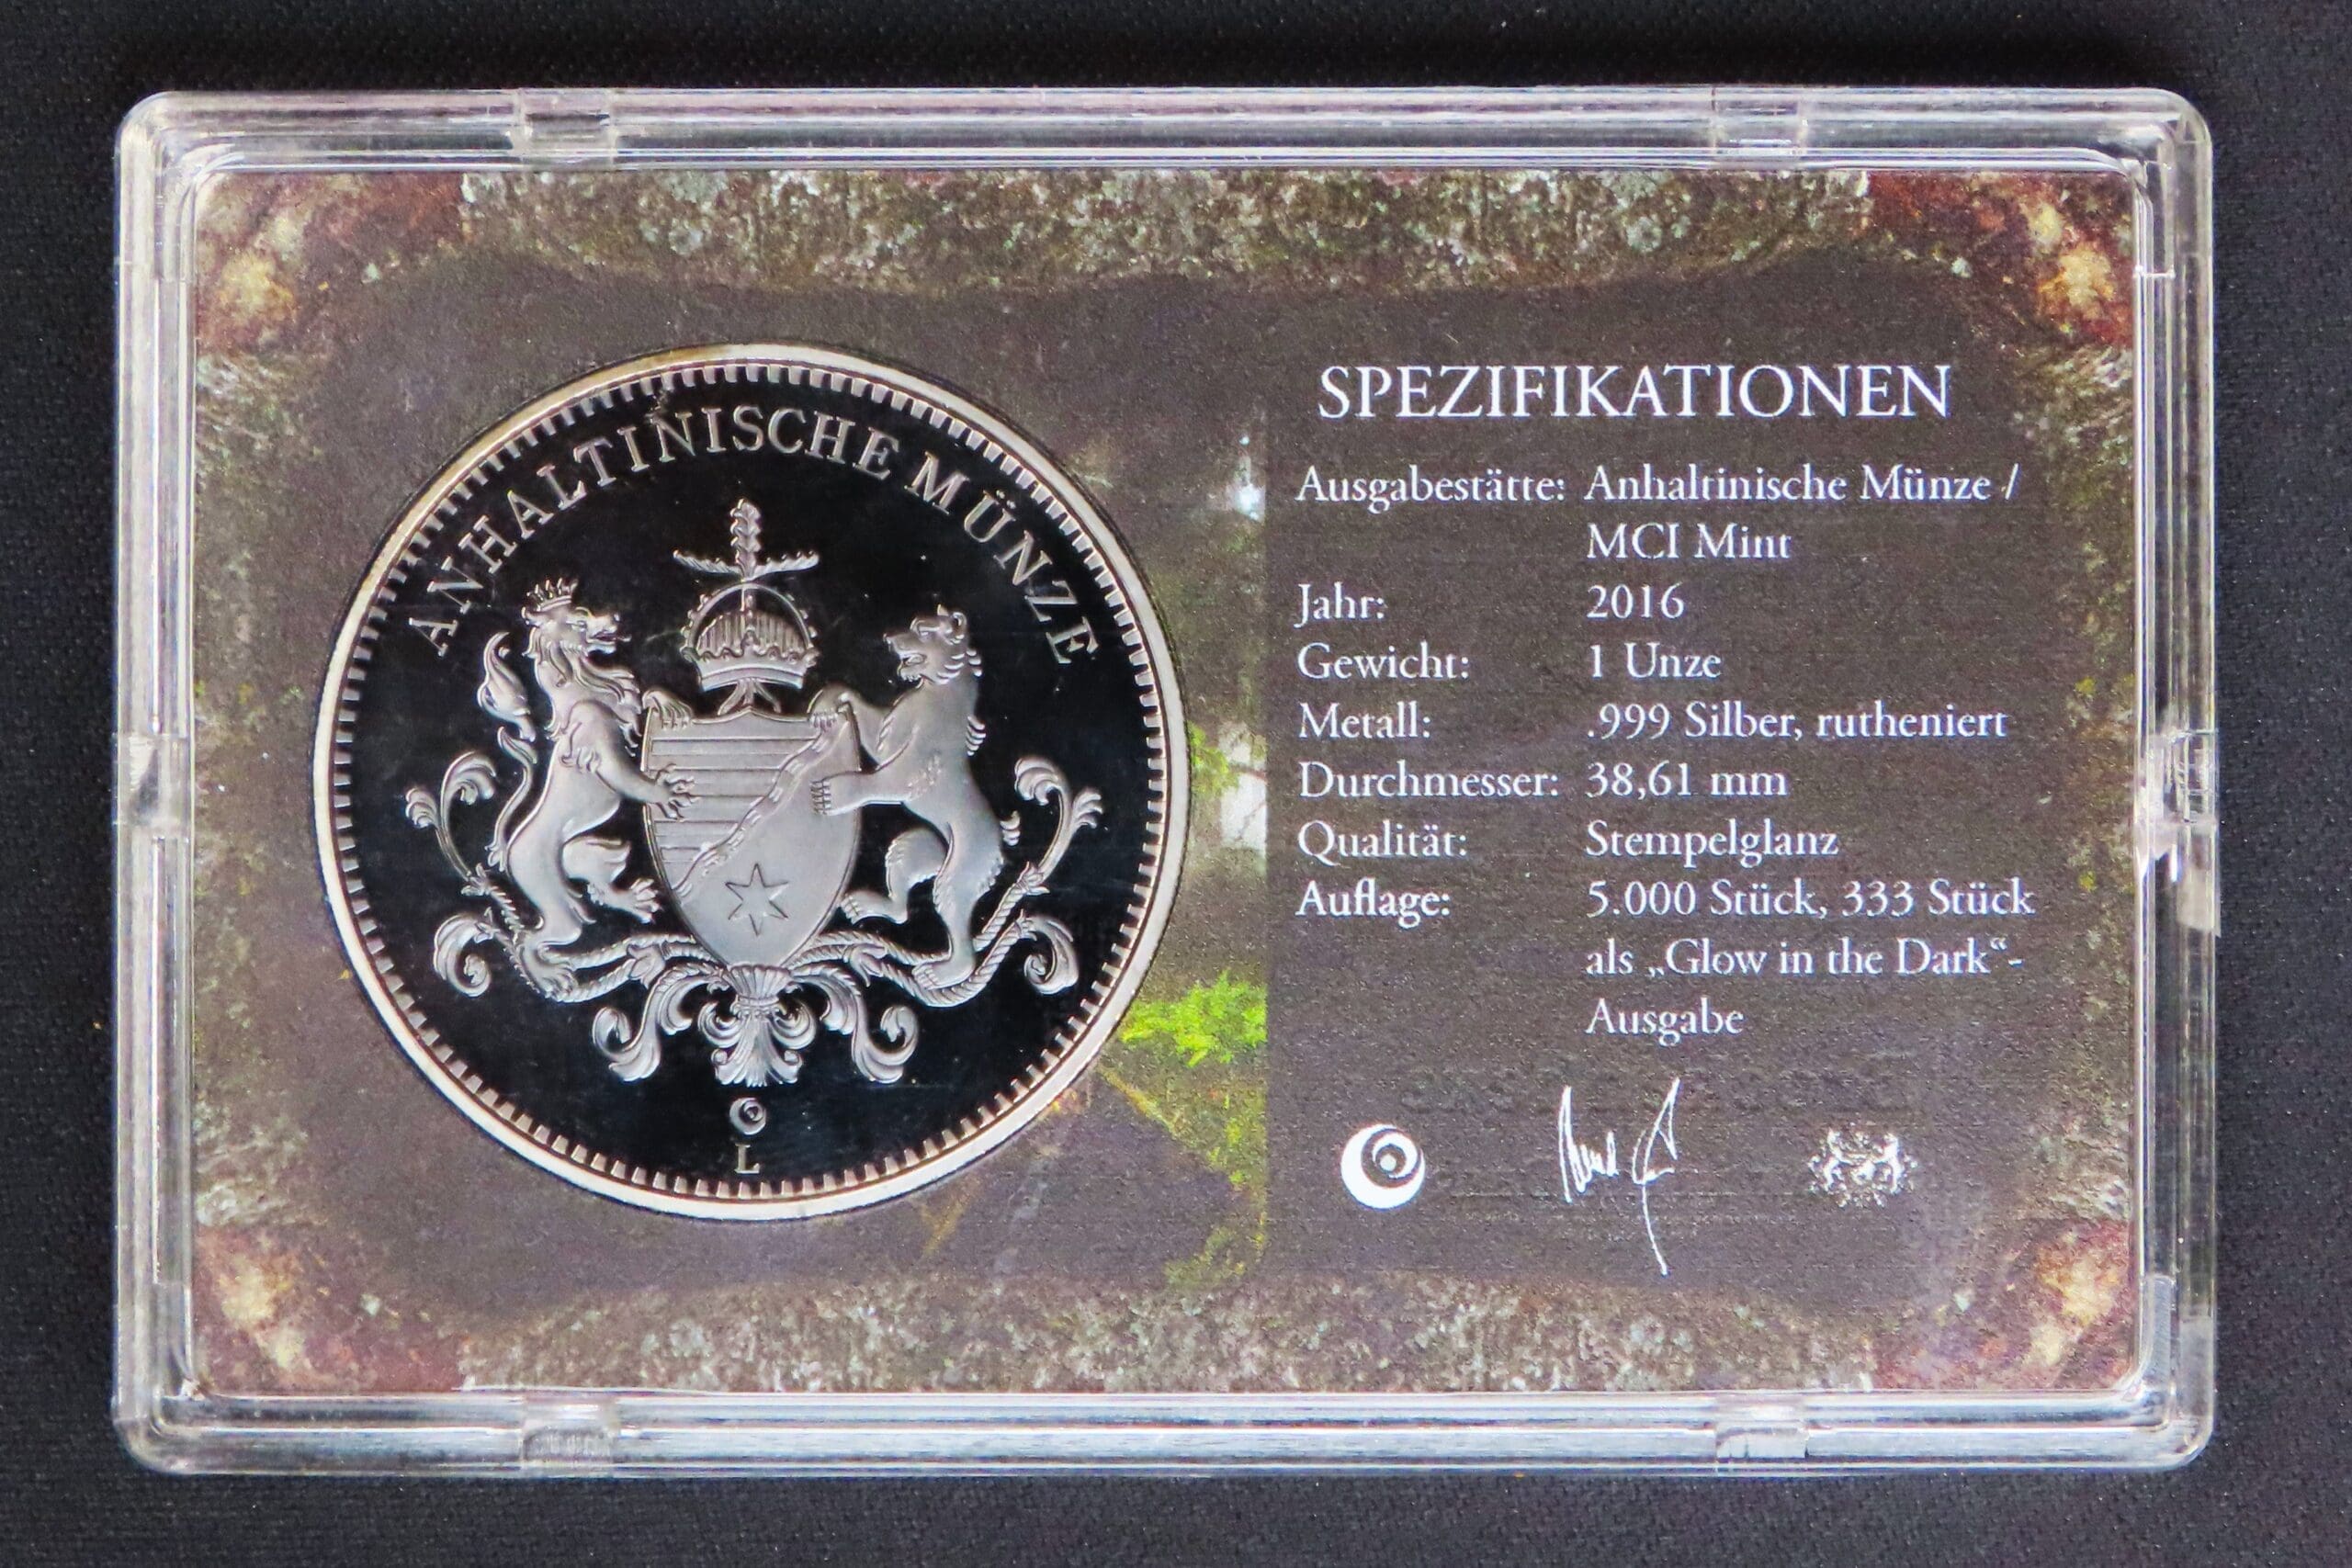 ANHALTINISCHE MÜNZE
L
SPEZIFIKATIONEN
Ausgabestätte: Anhaltinische Münze /
MCI Mint
Jahr: 2016
Gewicht: 1 Unze
Metall: .999 Silber, rutheniert
Durchmesser: 38,61 mm
Qualität: Stempelglanz
Auflage: 5.000 Stück, 333 Stück
als „Glow in the Dark“-
Ausgabe